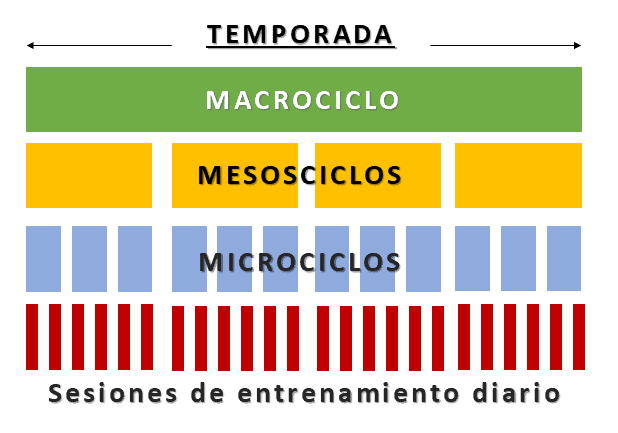 TEMPORADA
MACROCICLO
MESOSCICLOS
MICROCICLOS
Sesiones de entrenamiento diario